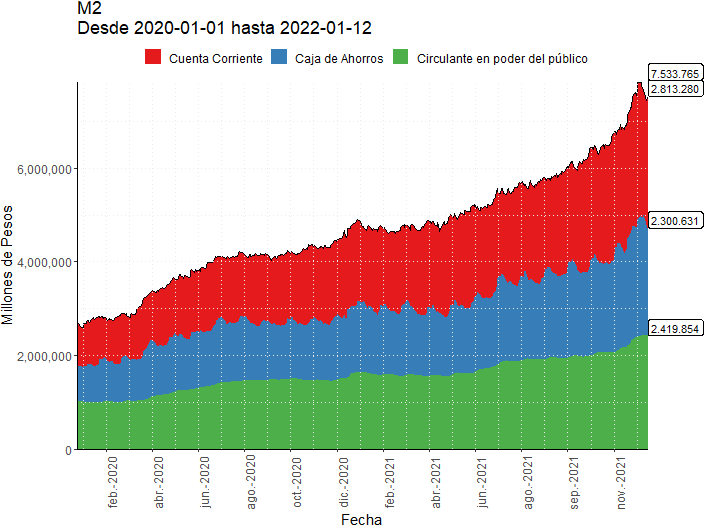 M2
Desde 2020-01-01 hasta 2022-01-12
Cuenta Corriente Caja de Ahorros Circulante en poder del público
7.533.765
2.813.280
6,000,000
2.300.631
4,000,000
2.419.854
2,000,000
0
Millones de Pesos
feb.-2020 abr.-2020 jun.-2020 ago.-2020 oct.-2020 dic.-2020 feb.-2021 abr.-2021 jun.-2021 ago.-2021 sep.-2021 nov.-2021
Fecha